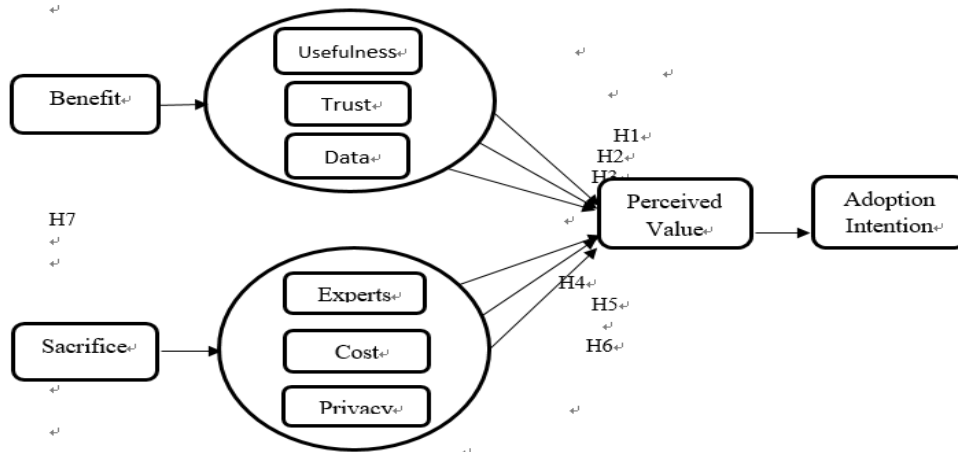 Usefulness
Benefit
Trust
Data
H1
H2
H3
Perceived
Value
Adoption
Intention
H7
Experts
H4
H5
Sacrifice
Cost
H6
Privacy